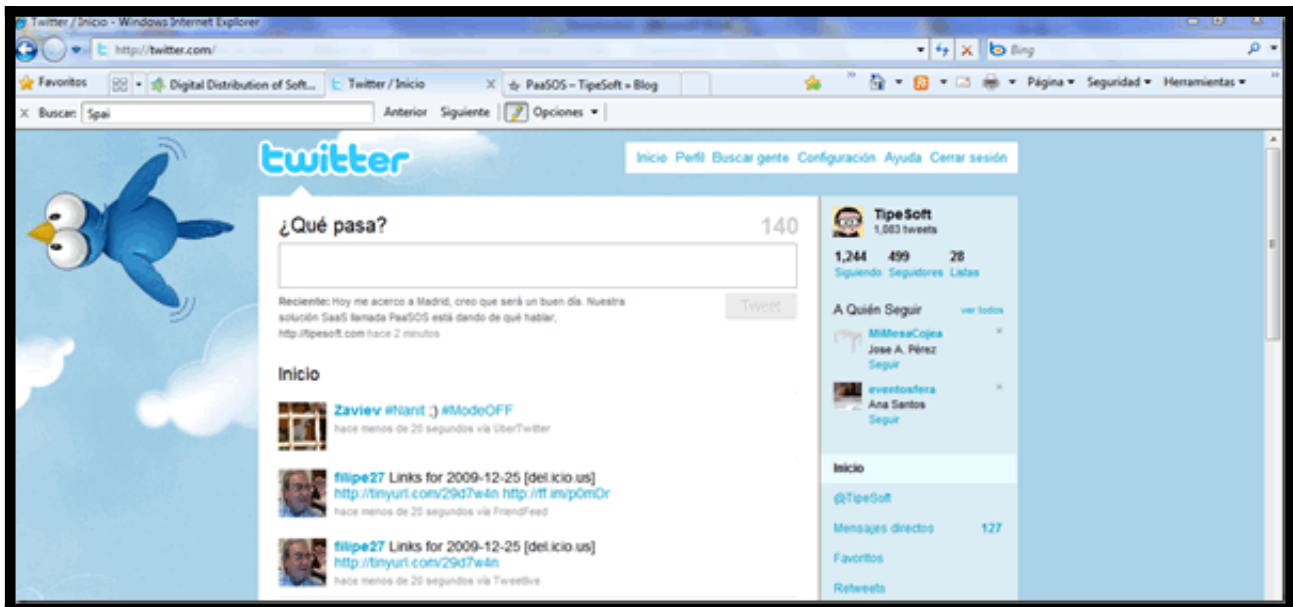 Twitter / Inicio - Windows Internet Explorer
http://twitter.com/
Bing
Favoritos
Digital Distribution of Soft...
Twitter / Inicio
X
PaaSOS – TipeSoft » Blog
Página
Seguridad
Herramientas
X Buscar: Spai
Anterior Siguiente
Opciones
twitter
Inicio Perfil Buscar gente Configuración Ayuda Cerrar sesión
¿Qué pasa?
140
Reciente: Hoy me acerco a Madrid, creo que será un buen día. Nuestra
solución SaaS llamada PaaSOS está dando de qué hablar,
http://tipesoft.com hace 2 minutos
Tweet
Inicio
Zaviev #Nanit ;) #ModeOFF
hace menos de 20 segundos vía UberTwitter
filipe27 Links for 2009-12-25 [del.icio.us]
http://tinyurl.com/29d7w4n http://ff.im/p0mDr
hace menos de 20 segundos vía FriendFeed
filipe27 Links for 2009-12-25 [del.icio.us]
http://tinyurl.com/29d7w4n
hace menos de 20 segundos vía Tweetlive
TipeSoft
1,083 tweets
1,244 499 28
Siguiendo Seguidores Listas
A Quién Seguir ver todos
MiMesaCojea
Jose A. Pérez
Seguir
eventosfera
Ana Santos
Seguir
Inicio
@TipeSoft
Mensajes directos 127
Favoritos
Retweets